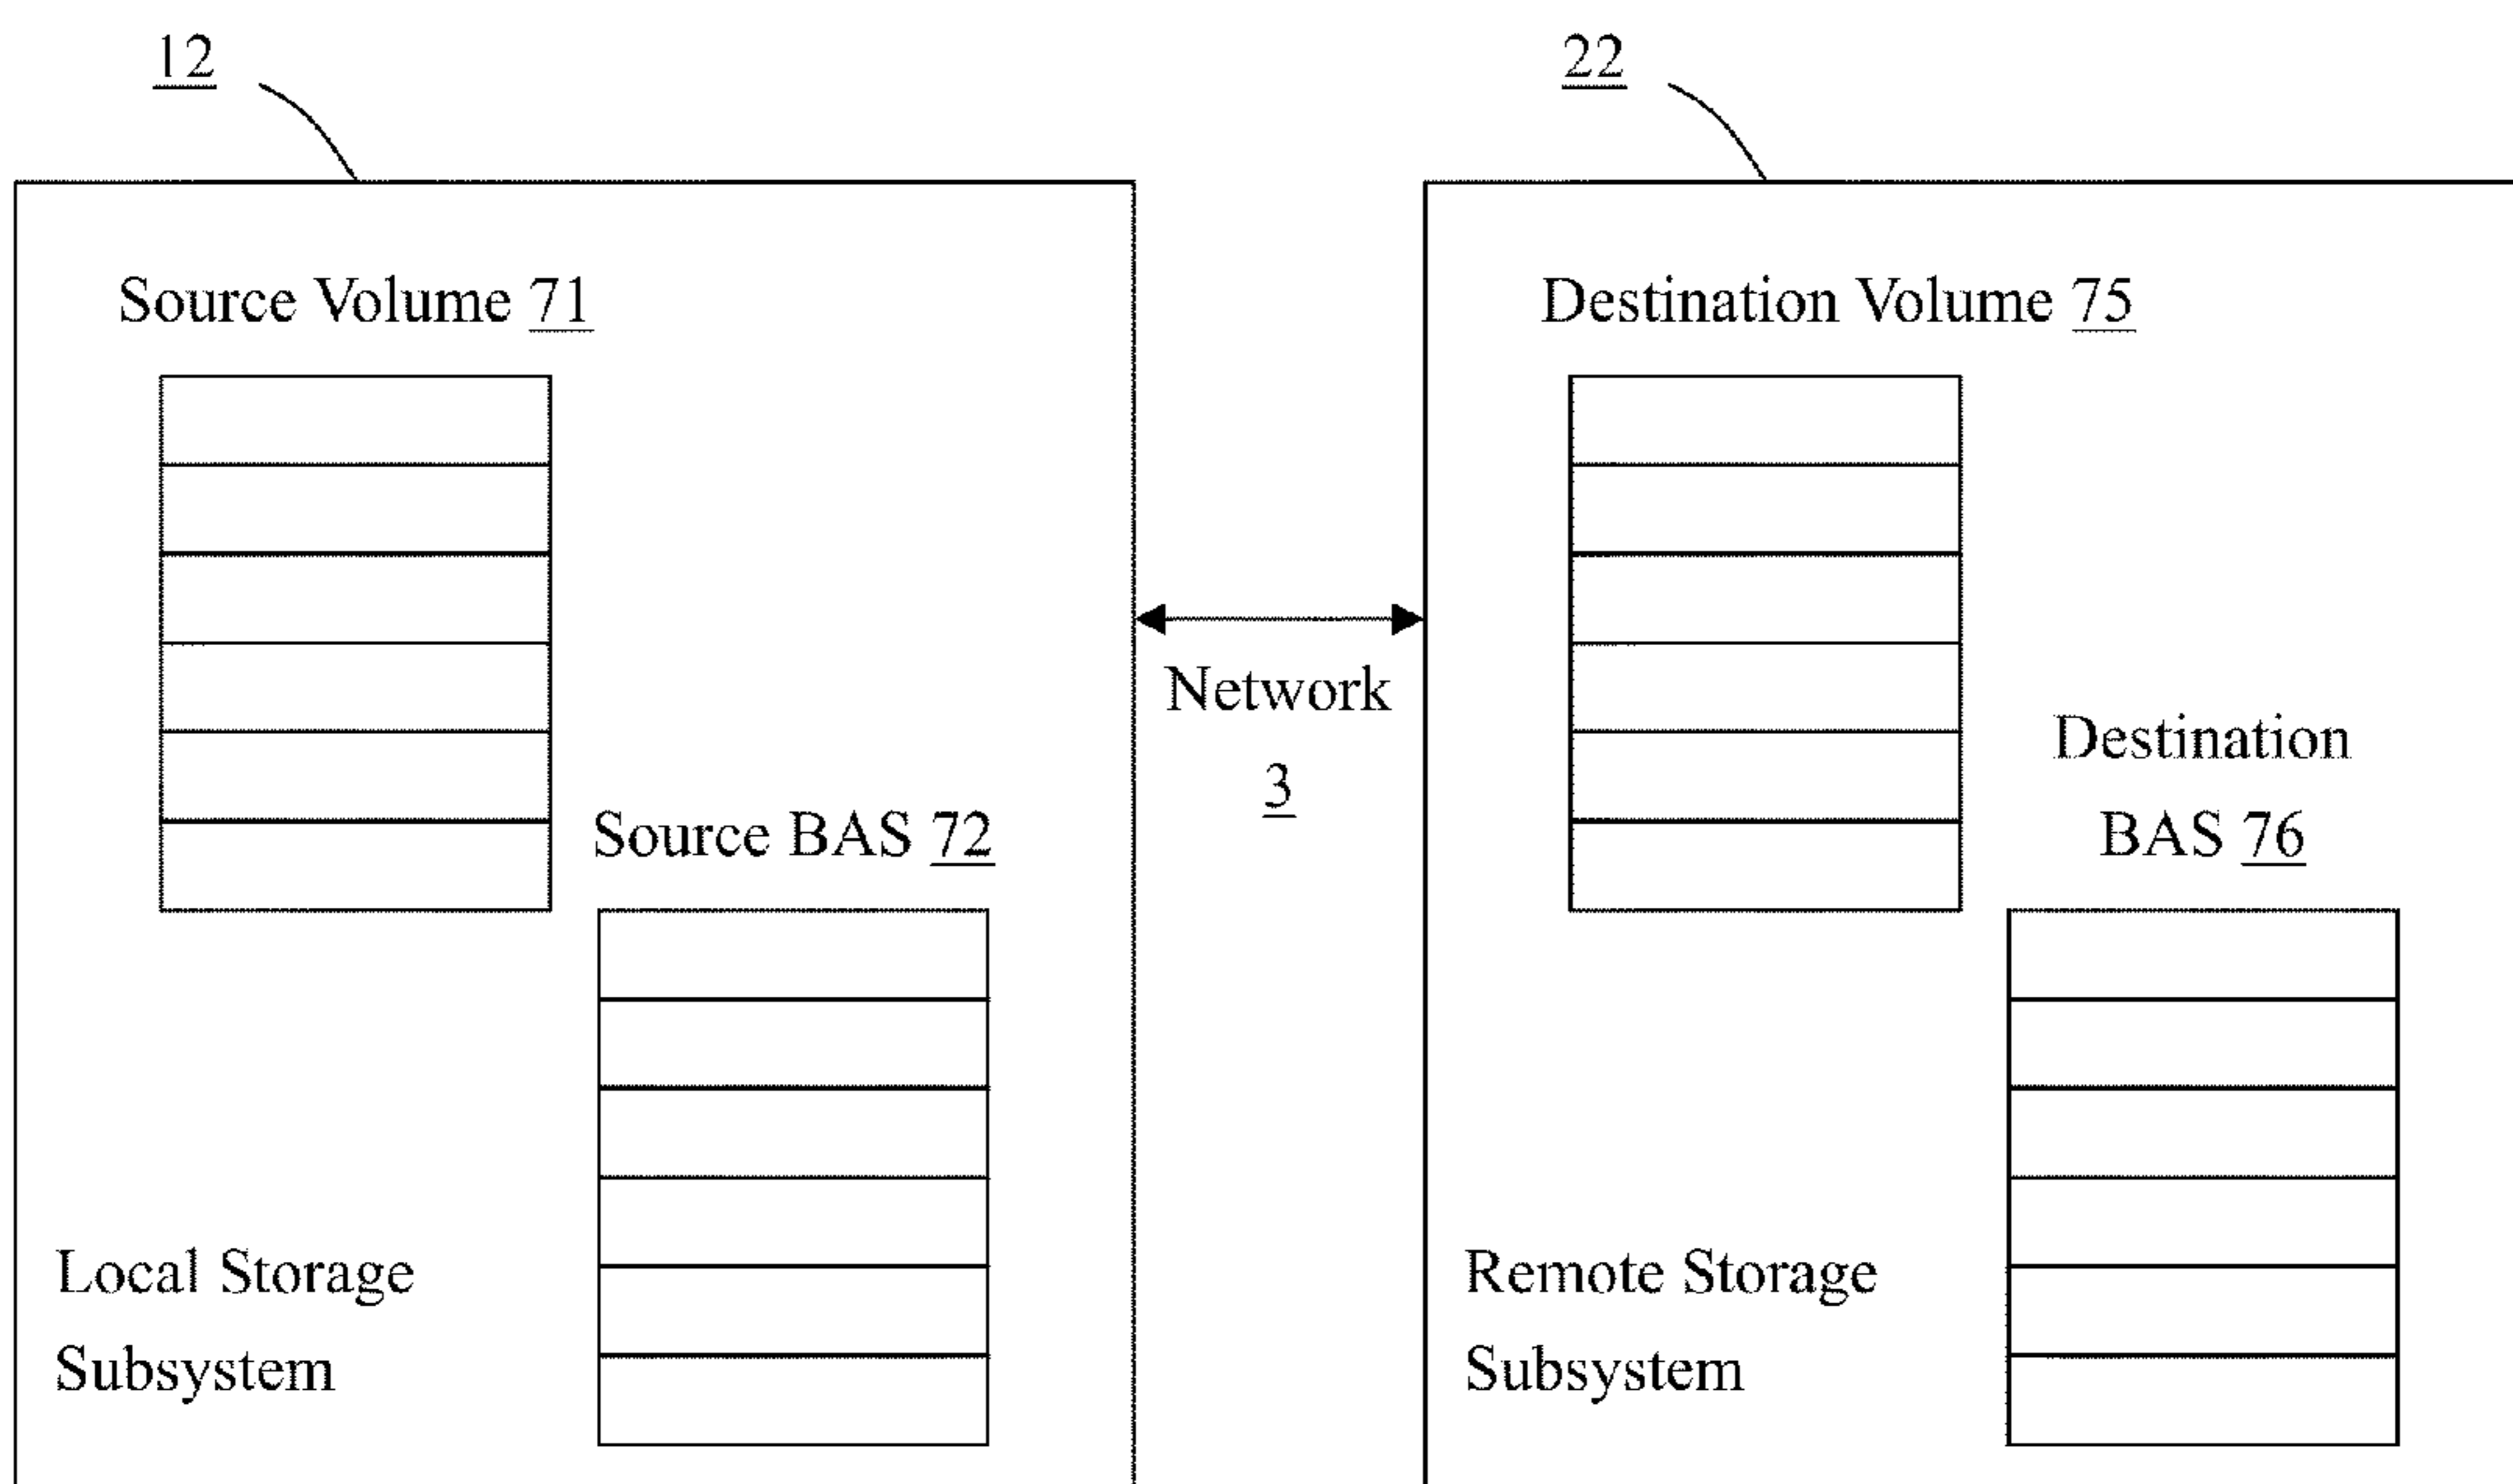 12
22
Source Volume 71
Destination Volume 75
Network
3
Destination
BAS 76
Source BAS 72
Local Storage
Subsystem
Remote Storage
Subsystem